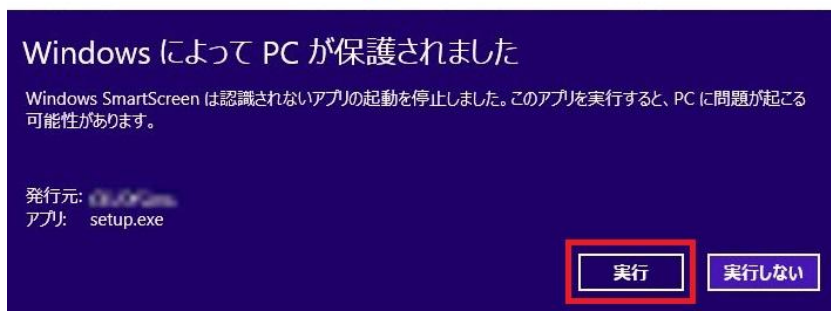 Windows によって PC が保護されました
Windows SmartScreen は認識されないアプリの起動を停止しました。このアプリを実行すると、PC に問題が起こる
可能性があります。
発行元:
アプリ: setup.exe
実行 実行しない